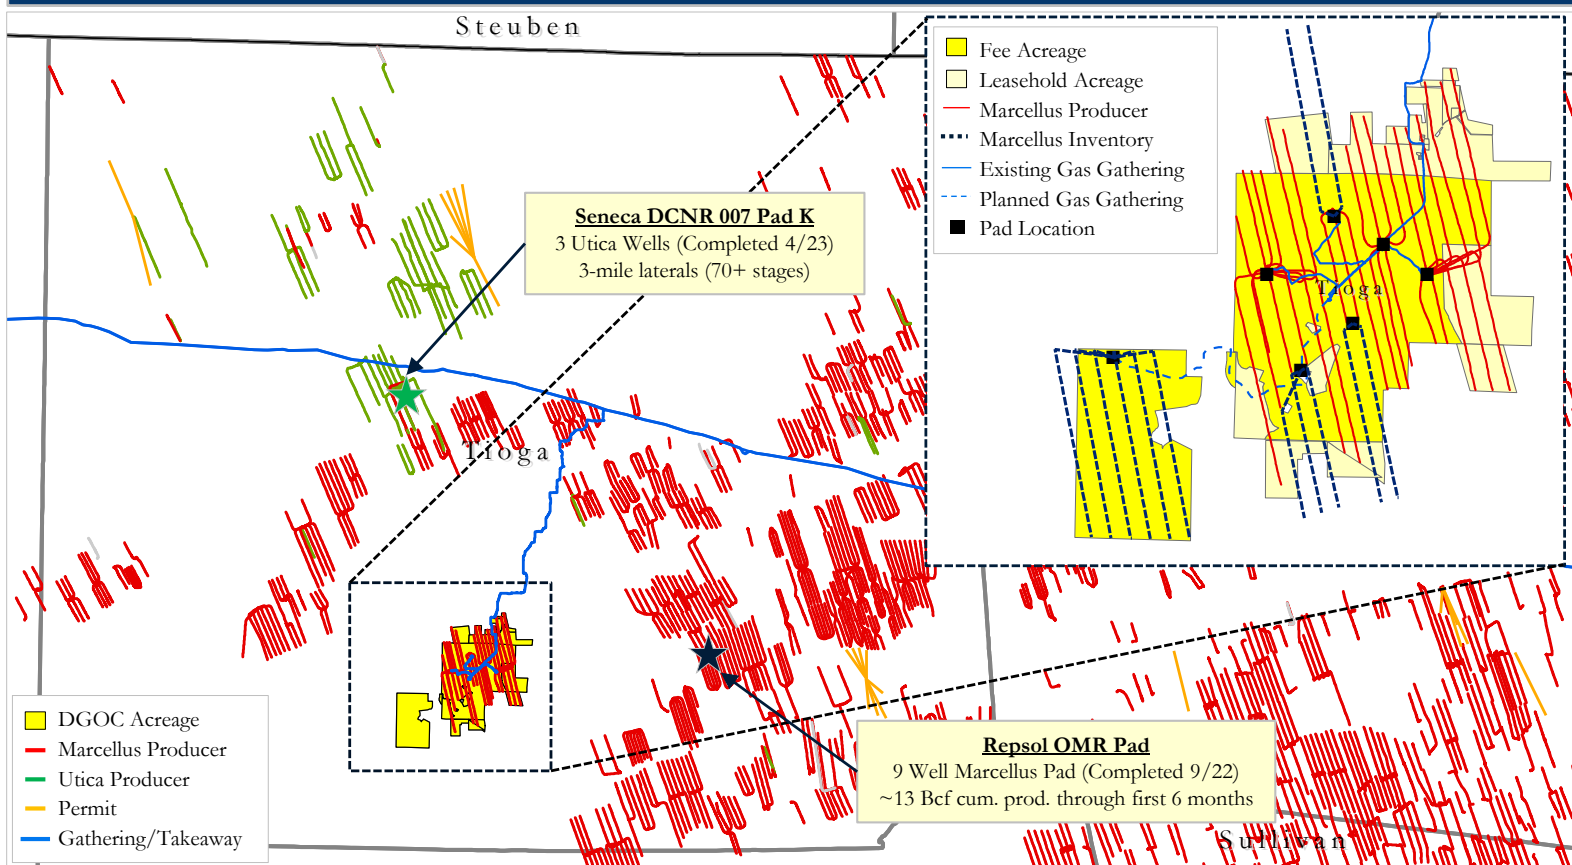 Steuben
Fee Acreage
Leasehold Acreage
Marcellus Producer
Marcellus Inventory
Existing Gas Gathering
Planned Gas Gathering
Pad Location
Tioga
Seneca DCNR 007 Pad K
3 Utica Wells (Completed 4/23)
3-mile laterals (70+ stages)
Tioga
DGOC Acreage
Marcellus Producer
Utica Producer
Permit
Gathering/Takeaway
Repsol OMR Pad
9 Well Marcellus Pad (Completed 9/22)
~13 Bcf cum. prod. through first 6 months
Sullivan